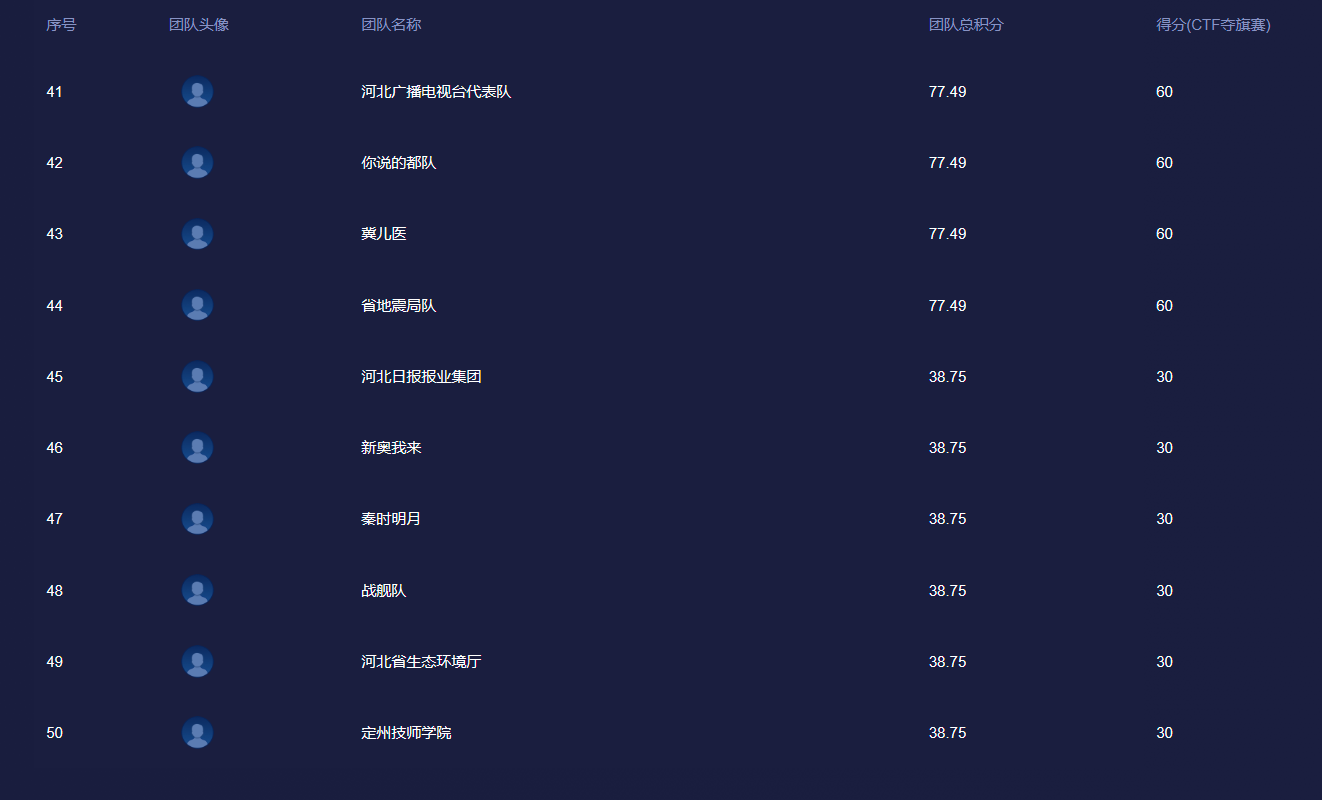 序号 团队头像 团队名称 团队总积分 得分(CTF夺旗赛)
41 河北广播电视台代表队 77.49 60
42 你说的都队 77.49 60
43 冀儿医 77.49 60
44 省地震局队 77.49 60
45 河北日报报业集团 38.75 30
46 新奥我来 38.75 30
47 秦时明月 38.75 30
48 战舰队 38.75 30
49 河北省生态环境厅 38.75 30
50 定州技师学院 38.75 30